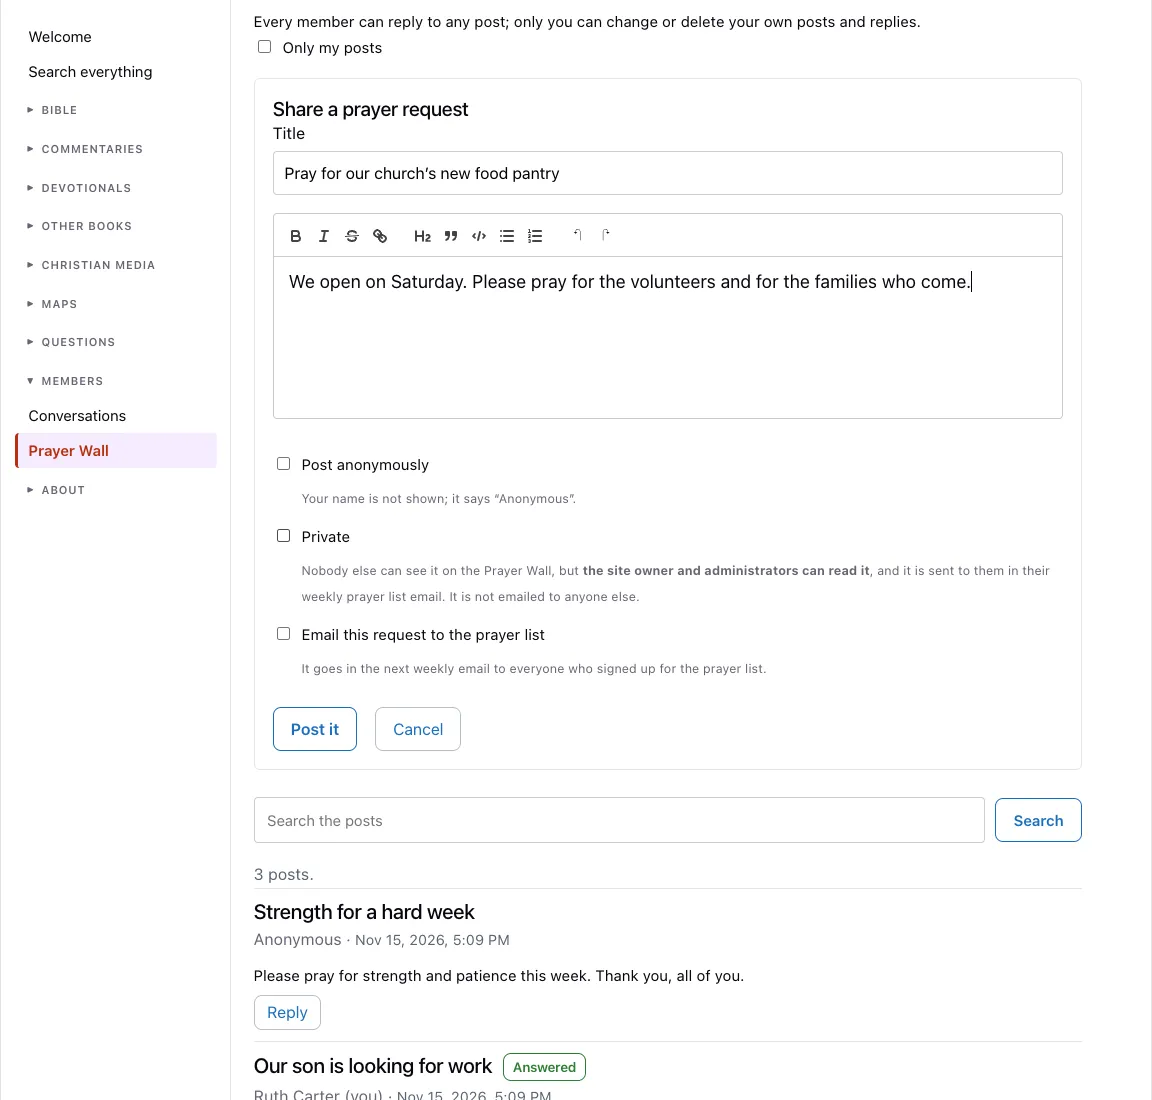 Welcome
Search everything
BIBLE
COMMENTARIES
DEVOTIONALS
OTHER BOOKS
CHRISTIAN MEDIA
MAPS
QUESTIONS
MEMBERS
Conversations
Prayer Wall
ABOUT
Every member can reply to any post; only you can change or delete your own posts and replies.
Only my posts
Share a prayer request
Title
Pray for our church's new food pantry
We open on Saturday. Please pray for the volunteers and for the families who come.
Post anonymously
Your name is not shown; it says “Anonymous”.
Private
Nobody else can see it on the Prayer Wall, but the site owner and administrators can read it, and it is sent to them in their
weekly prayer list email. It is not emailed to anyone else.
Email this request to the prayer list
It goes in the next weekly email to everyone who signed up for the prayer list.
Post it
Cancel
Search the posts
Search
3 posts.
Strength for a hard week
Anonymous · Nov 15, 2026, 5:09 PM
Please pray for strength and patience this week. Thank you, all of you.
Reply
Our son is looking for work Answered
Ruth Carter (you) · Nov 15, 2026, 5:09 PM